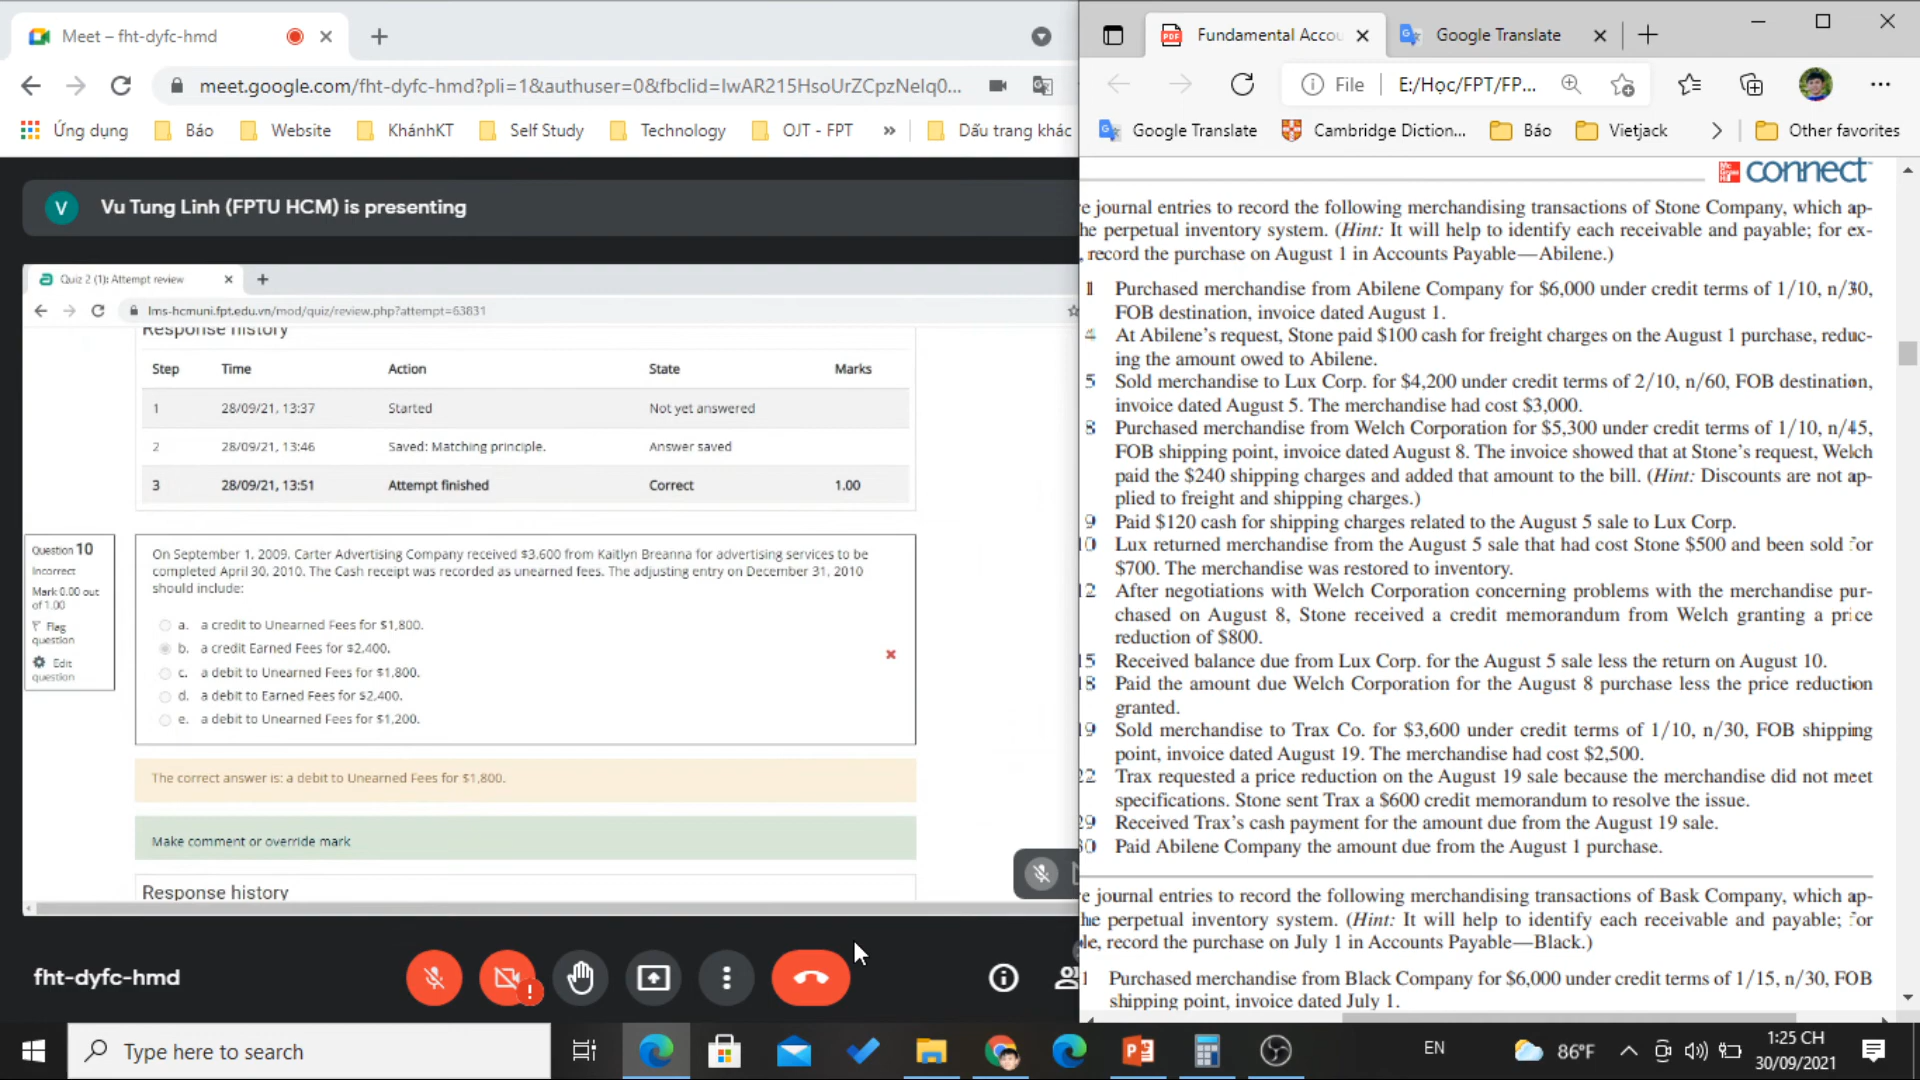 Meet – fht-dyfc-hmd
meet.google.com/fht-dyfc-hmd?pli=1&authuser=0&fbclid=IwAR215HsoUrZCpzNeIq0...
Ứng dụng
Báo
Website
KhánhKT
Self Study
Technology
OJT - FPT
»
Dấu trang khác
V
Vu Tung Linh (FPTU HCM) is presenting
Quiz 2 (1): Attempt review
lms-hcmuni.fpt.edu.vn/mod/quiz/review.php?attempt=63831
Response history
Step Time Action State Marks
1 28/09/21, 13:37 Started Not yet answered
2 28/09/21, 13:46 Saved: Matching principle. Answer saved
3 28/09/21, 13:51 Attempt finished Correct 1.00
Question 10
Incorrect
Mark 0.00 out
of 1.00
Flag
question
Edit
question
On September 1, 2009, Carter Advertising Company received $3,600 from Kaitlyn Breanna for advertising services to be
completed April 30, 2010. The Cash receipt was recorded as unearned fees. The adjusting entry on December 31, 2010
should include:
a. a credit to Unearned Fees for $1,800.
b. a credit Earned Fees for $2,400.
c. a debit to Unearned Fees for $1,800.
d. a debit to Earned Fees for $2,400.
e. a debit to Unearned Fees for $1,200.
The correct answer is: a debit to Unearned Fees for $1,800.
Make comment or override mark
Response history
fht-dyfc-hmd
Fundamental Accou
Google Translate
File
E:/Học/FPT/FP...
Google Translate
Cambridge Diction...
Báo
Vietjack
Other favorites
connect
e journal entries to record the following merchandising transactions of Stone Company, which ap-
he perpetual inventory system. (Hint: It will help to identify each receivable and payable; for ex-
, record the purchase on August 1 in Accounts Payable—Abilene.)
1 Purchased merchandise from Abilene Company for $6,000 under credit terms of 1/10, n/30,
FOB destination, invoice dated August 1.
4 At Abilene's request, Stone paid $100 cash for freight charges on the August 1 purchase, reduc-
ing the amount owed to Abilene.
5 Sold merchandise to Lux Corp. for $4,200 under credit terms of 2/10, n/60, FOB destination,
invoice dated August 5. The merchandise had cost $3,000.
8 Purchased merchandise from Welch Corporation for $5,300 under credit terms of 1/10, n/45,
FOB shipping point, invoice dated August 8. The invoice showed that at Stone's request, Welch
paid the $240 shipping charges and added that amount to the bill. (Hint: Discounts are not ap-
plied to freight and shipping charges.)
9 Paid $120 cash for shipping charges related to the August 5 sale to Lux Corp.
10 Lux returned merchandise from the August 5 sale that had cost Stone $500 and been sold for
$700. The merchandise was restored to inventory.
12 After negotiations with Welch Corporation concerning problems with the merchandise pur-
chased on August 8, Stone received a credit memorandum from Welch granting a price
reduction of $800.
15 Received balance due from Lux Corp. for the August 5 sale less the return on August 10.
18 Paid the amount due Welch Corporation for the August 8 purchase less the price reduction
granted.
19 Sold merchandise to Trax Co. for $3,600 under credit terms of 1/10, n/30, FOB shipping
point, invoice dated August 19. The merchandise had cost $2,500.
22 Trax requested a price reduction on the August 19 sale because the merchandise did not meet
specifications. Stone sent Trax a $600 credit memorandum to resolve the issue.
29 Received Trax's cash payment for the amount due from the August 19 sale.
30 Paid Abilene Company the amount due from the August 1 purchase.
e journal entries to record the following merchandising transactions of Bask Company, which ap-
he perpetual inventory system. (Hint: It will help to identify each receivable and payable; for
le, record the purchase on July 1 in Accounts Payable—Black.)
1 Purchased merchandise from Black Company for $6,000 under credit terms of 1/15, n/30, FOB
shipping point, invoice dated July 1.
Type here to search
EN
86°F
1:25 CH
30/09/2021